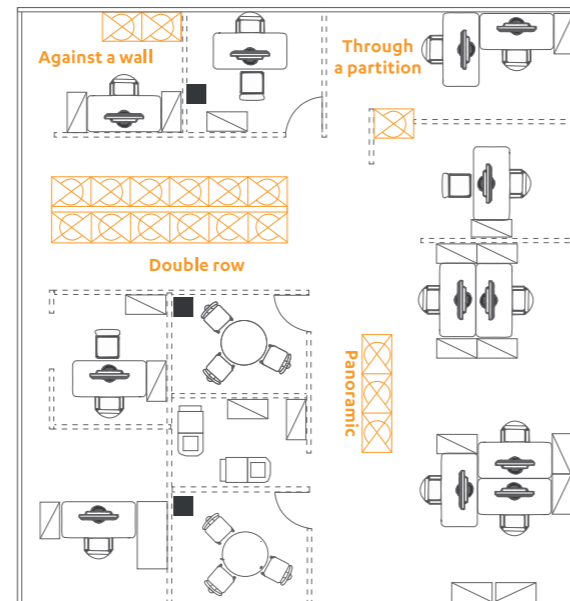 Against a wall
Through
a partition
Double row
Panoramic